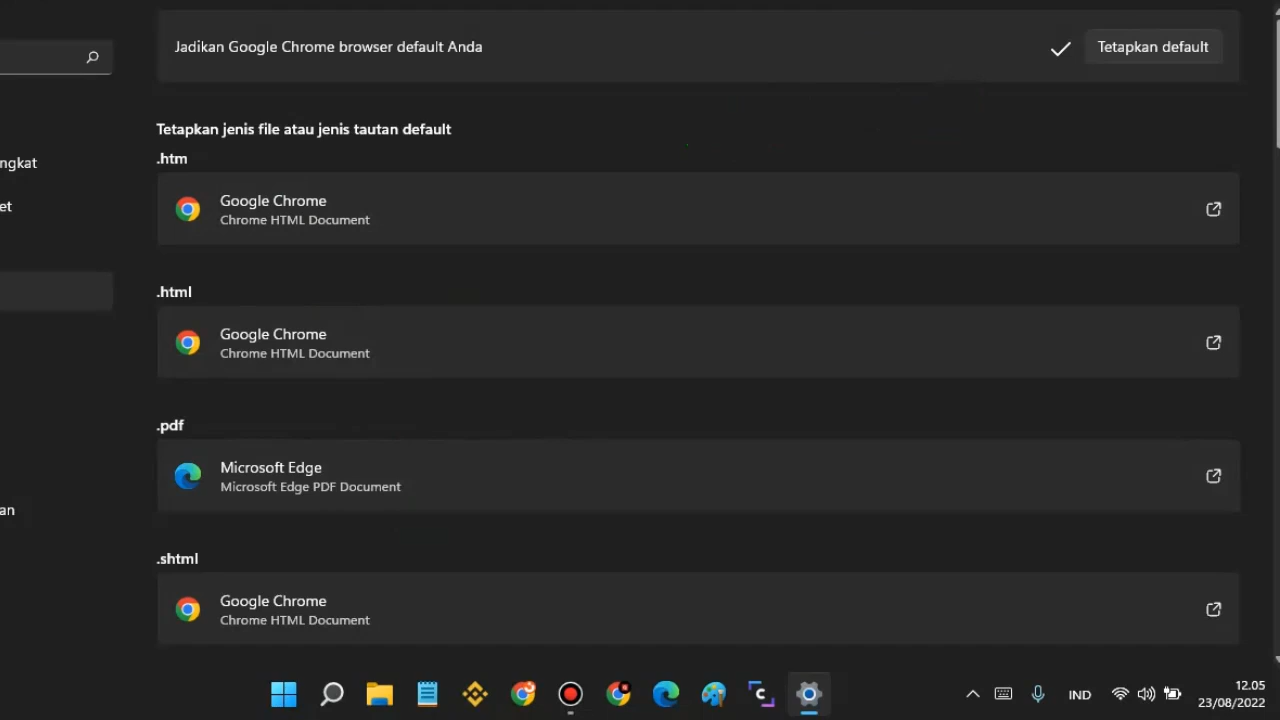 Jadikan Google Chrome browser default Anda
Tetapkan default
Tetapkan jenis file atau jenis tautan default
.htm
ngkat
Google Chrome
Chrome HTML Document
et
.html
Google Chrome
Chrome HTML Document
.pdf
Microsoft Edge
Microsoft Edge PDF Document
an
.shtml
Google Chrome
Chrome HTML Document
IND
12.05
23/08/2022